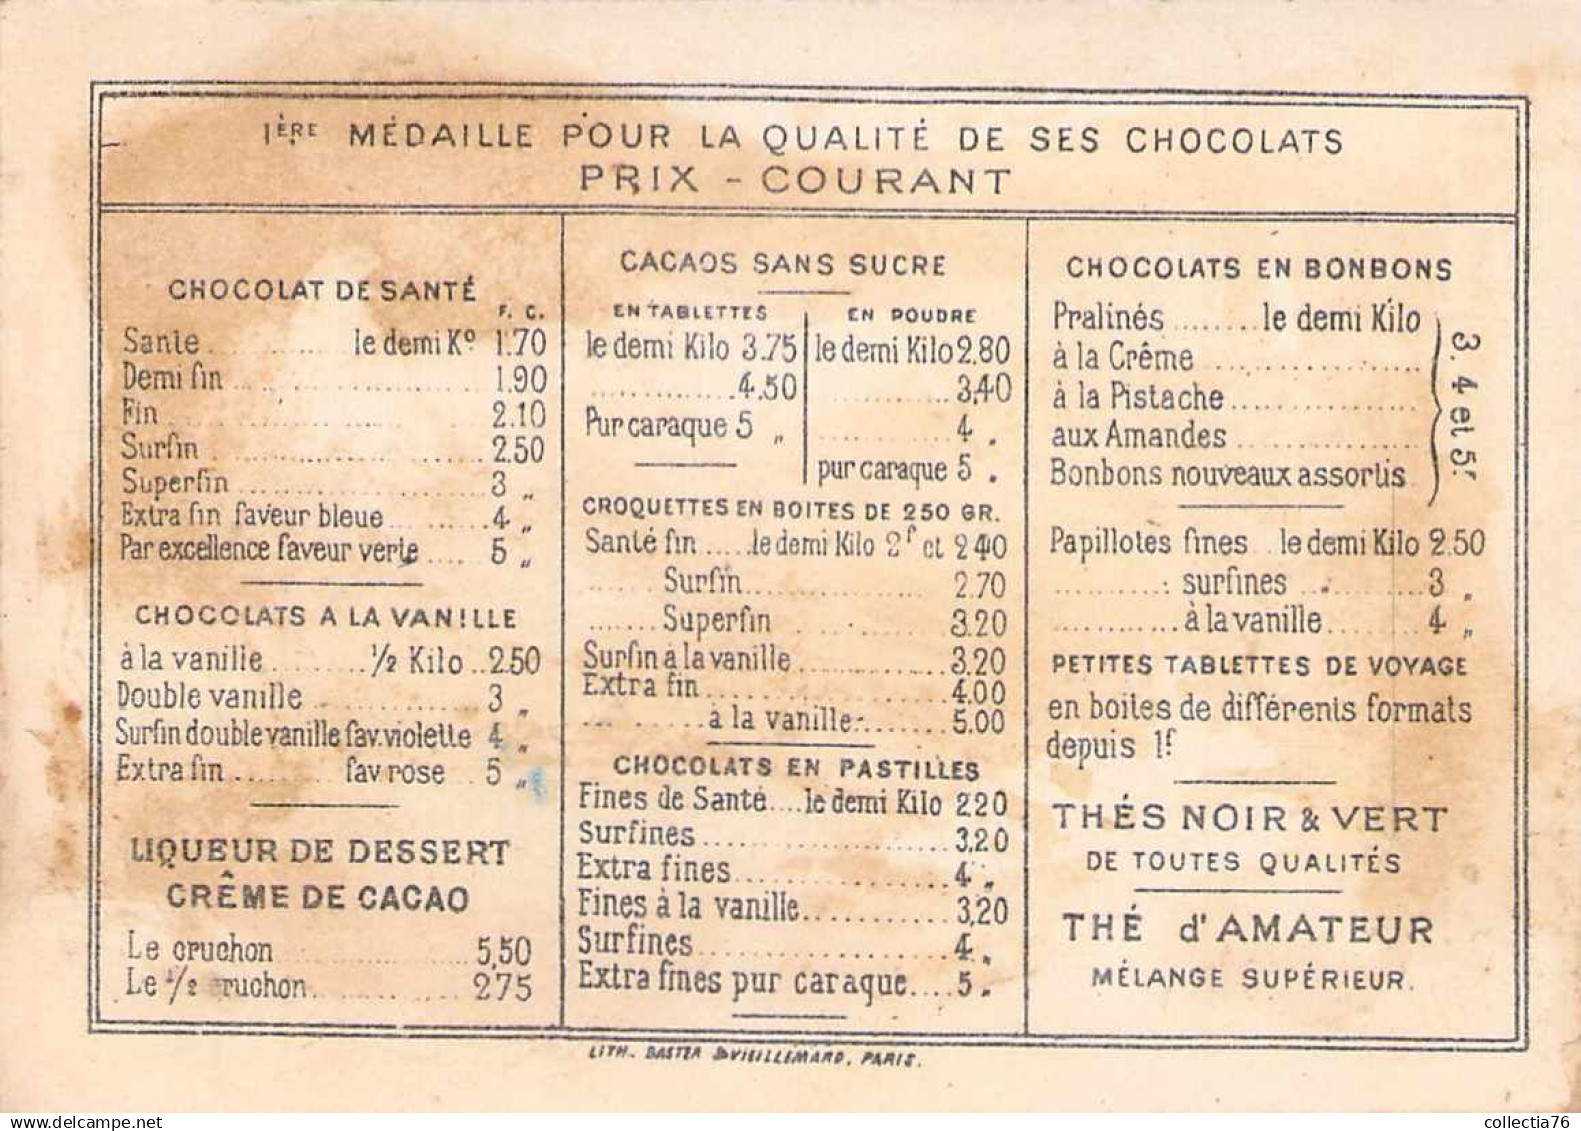 1ÈRE MÉDAILLE POUR LA QUALITÉ DE SES CHOCOLATS
PRIX - COURANT
CHOCOLAT DE SANTÉ
F. C.
Sante ............ le demi Kº 1.70
Demi fin ............ 1.90
Fin ............ 2.10
Surfin ............ 2.50
Superfin ............ 3 „
Extra fin faveur bleue ......... 4 „
Par excellence faveur verte ..... 5 „
CHOCOLATS A LA VANILLE
à la vanille ......... ½ Kilo .. 2.50
Double vanille ............ 3 „
Surfin double vanille fav. violette 4 „
Extra fin ......... fav rose ... 5 „
LIQUEUR DE DESSERT
CRÊME DE CACAO
Le cruchon ............ 5,50
Le ½ cruchon ............ 2 75
CACAOS SANS SUCRE
EN TABLETTES
le demi Kilo 3.75
............ 4.50
Pur caraque 5 „
EN POUDRE
le demi Kilo 2.80
............ 3,40
............ 4 .
pur caraque 5 .
CROQUETTES EN BOITES DE 250 GR.
Santé fin ...... le demi Kilo 2f et 2 40
...... Surfin ............ 2.70
....... Superfin ............ 3.20
Surfin à la vanille ............ 3.20
Extra fin ............ 4.00
............ à la vanille ...... 5.00
CHOCOLATS EN PASTILLES
Fines de Santé.... le demi Kilo 2 20
Surfines ............ 3,20
Extra fines ............ 4 „
Fines à la vanille ............ 3,20
Surfines ............ 4 „
Extra fines pur caraque.... 5 „
CHOCOLATS EN BONBONS
Pralinés ........ le demi Kilo
à la Crême ............
à la Pistache ............
aux Amandes ............
Bonbons nouveaux assortis
3. 4 et 5f.
Papillotes fines .. le demi Kilo 2.50
............ surfines ............ 3 „
............ à la vanille ......... 4 „
PETITES TABLETTES DE VOYAGE
en boites de différents formats
depuis 1f.
THÉS NOIR & VERT
DE TOUTES QUALITÉS
THÉ d'AMATEUR
MÉLANGE SUPÉRIEUR.
LITH. BASTER & VIEILLEMARD, PARIS.
collectia76